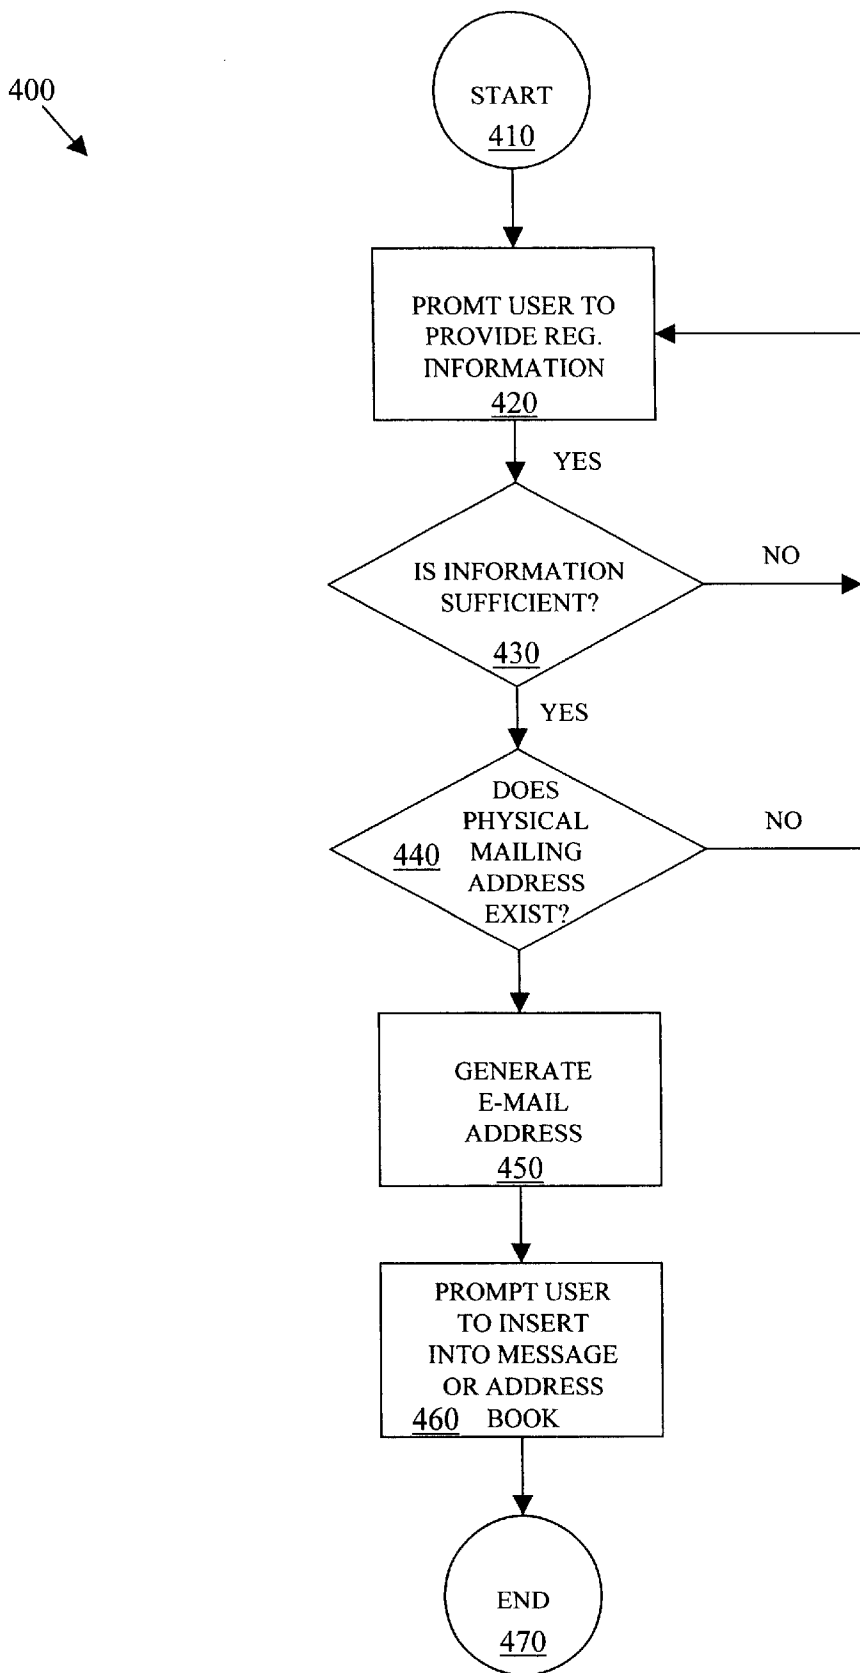 400
START
410
PROMT USER TO
PROVIDE REG.
INFORMATION
420
YES
IS INFORMATION
SUFFICIENT?
NO
430
YES
DOES
PHYSICAL
MAILING
ADDRESS
EXIST?
440
NO
GENERATE
E-MAIL
ADDRESS
450
PROMPT USER
TO INSERT
INTO MESSAGE
OR ADDRESS
BOOK
460
END
470